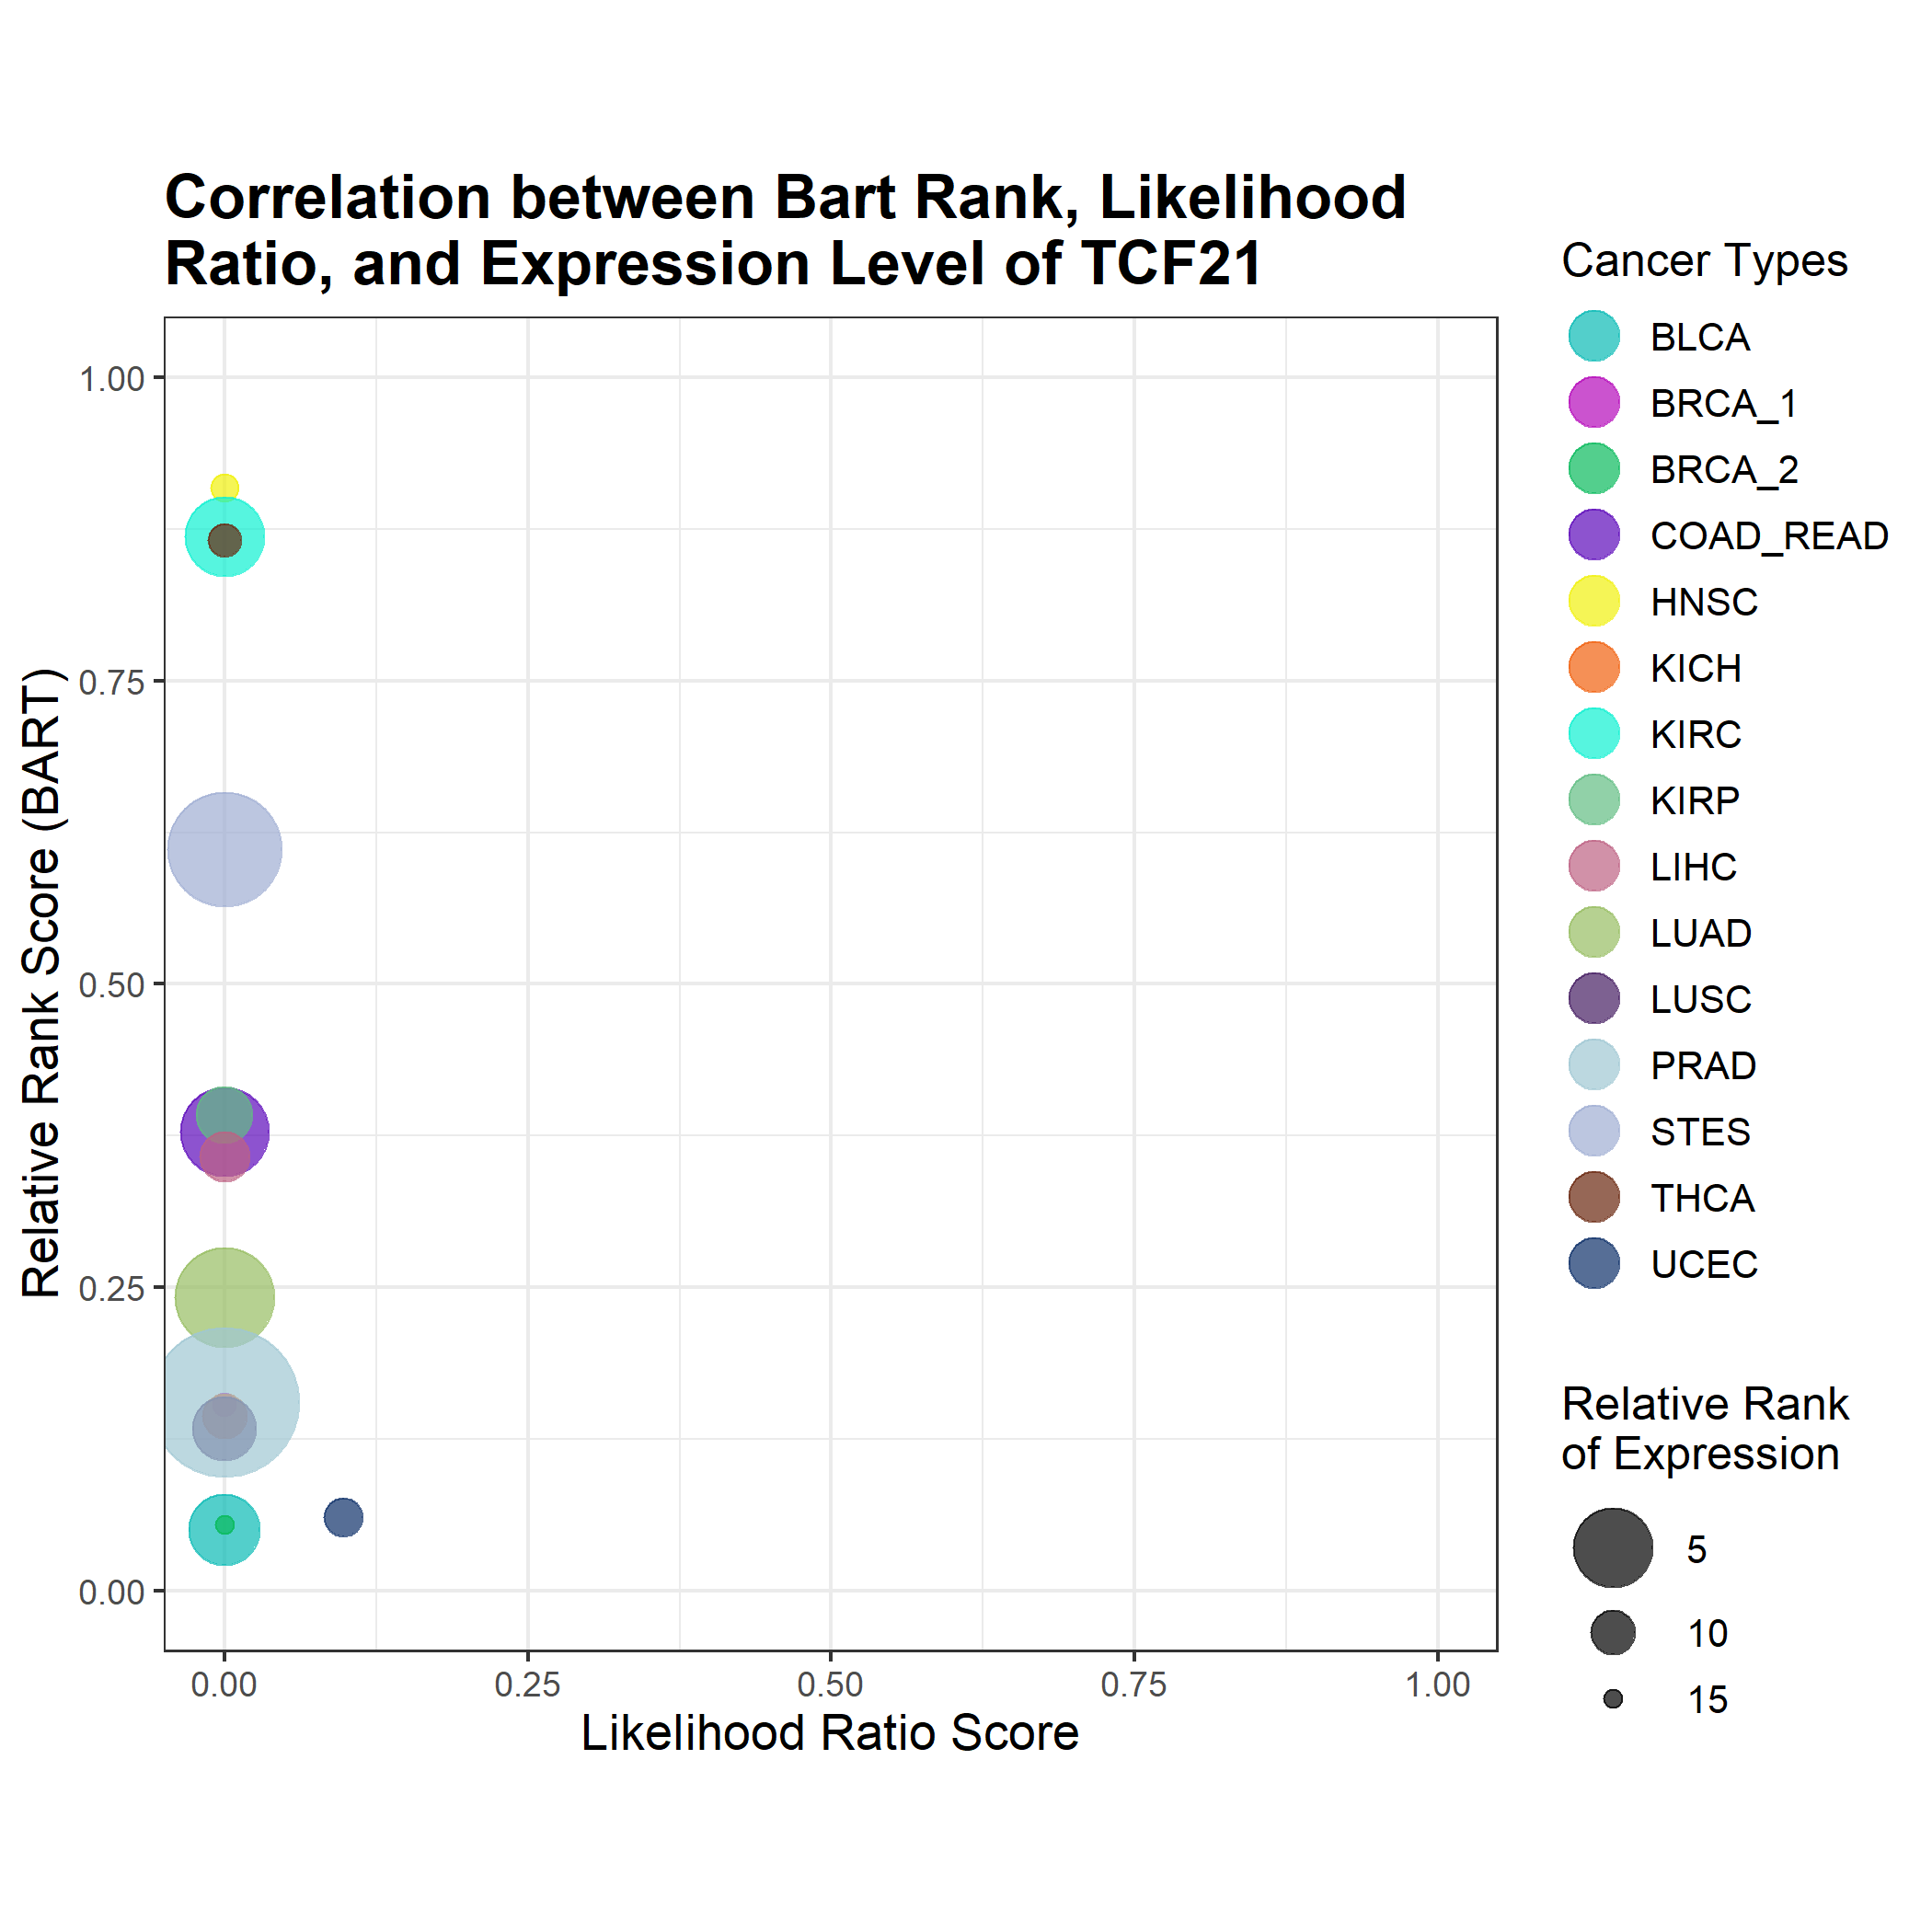 Correlation between Bart Rank, Likelihood
Ratio, and Expression Level of TCF21
Relative Rank Score (BART)
1.00
0.75
0.50
0.25
0.00
0.00 0.25 0.50 0.75 1.00
Likelihood Ratio Score
Cancer Types
BLCA
BRCA_1
BRCA_2
COAD_READ
HNSC
KICH
KIRC
KIRP
LIHC
LUAD
LUSC
PRAD
STES
THCA
UCEC
Relative Rank
of Expression
5
10
15